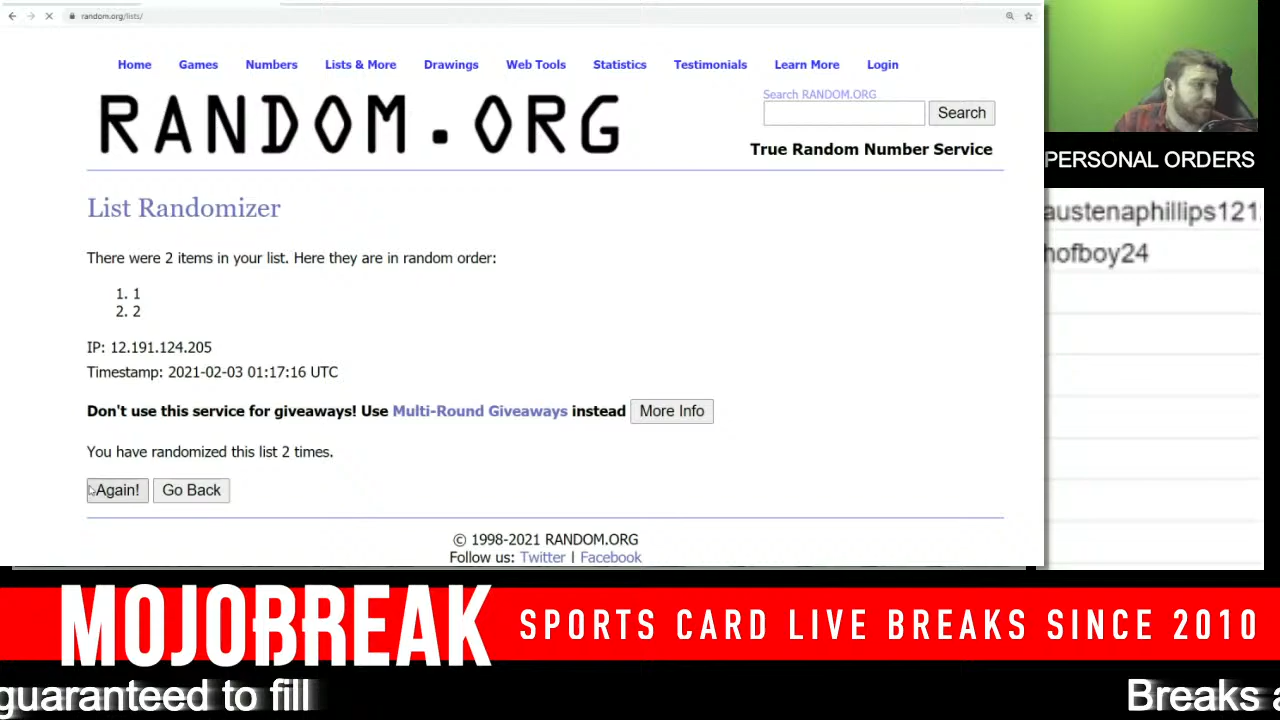 random.org/lists/
Home Games Numbers Lists & More Drawings Web Tools Statistics Testimonials Learn More Login
RANDOM.ORG
Search RANDOM.ORG
Search
True Random Number Service
List Randomizer
There were 2 items in your list. Here they are in random order:
1. 1
2. 2
IP: 12.191.124.205
Timestamp: 2021-02-03 01:17:16 UTC
Don't use this service for giveaways! Use Multi-Round Giveaways instead More Info
You have randomized this list 2 times.
Again! Go Back
© 1998-2021 RANDOM.ORG
Follow us: Twitter | Facebook
PERSONAL ORDERS
austenaphillips121
hofboy24
MOJOBREAK
SPORTS CARD LIVE BREAKS SINCE 2010
guaranteed to fill Breaks a